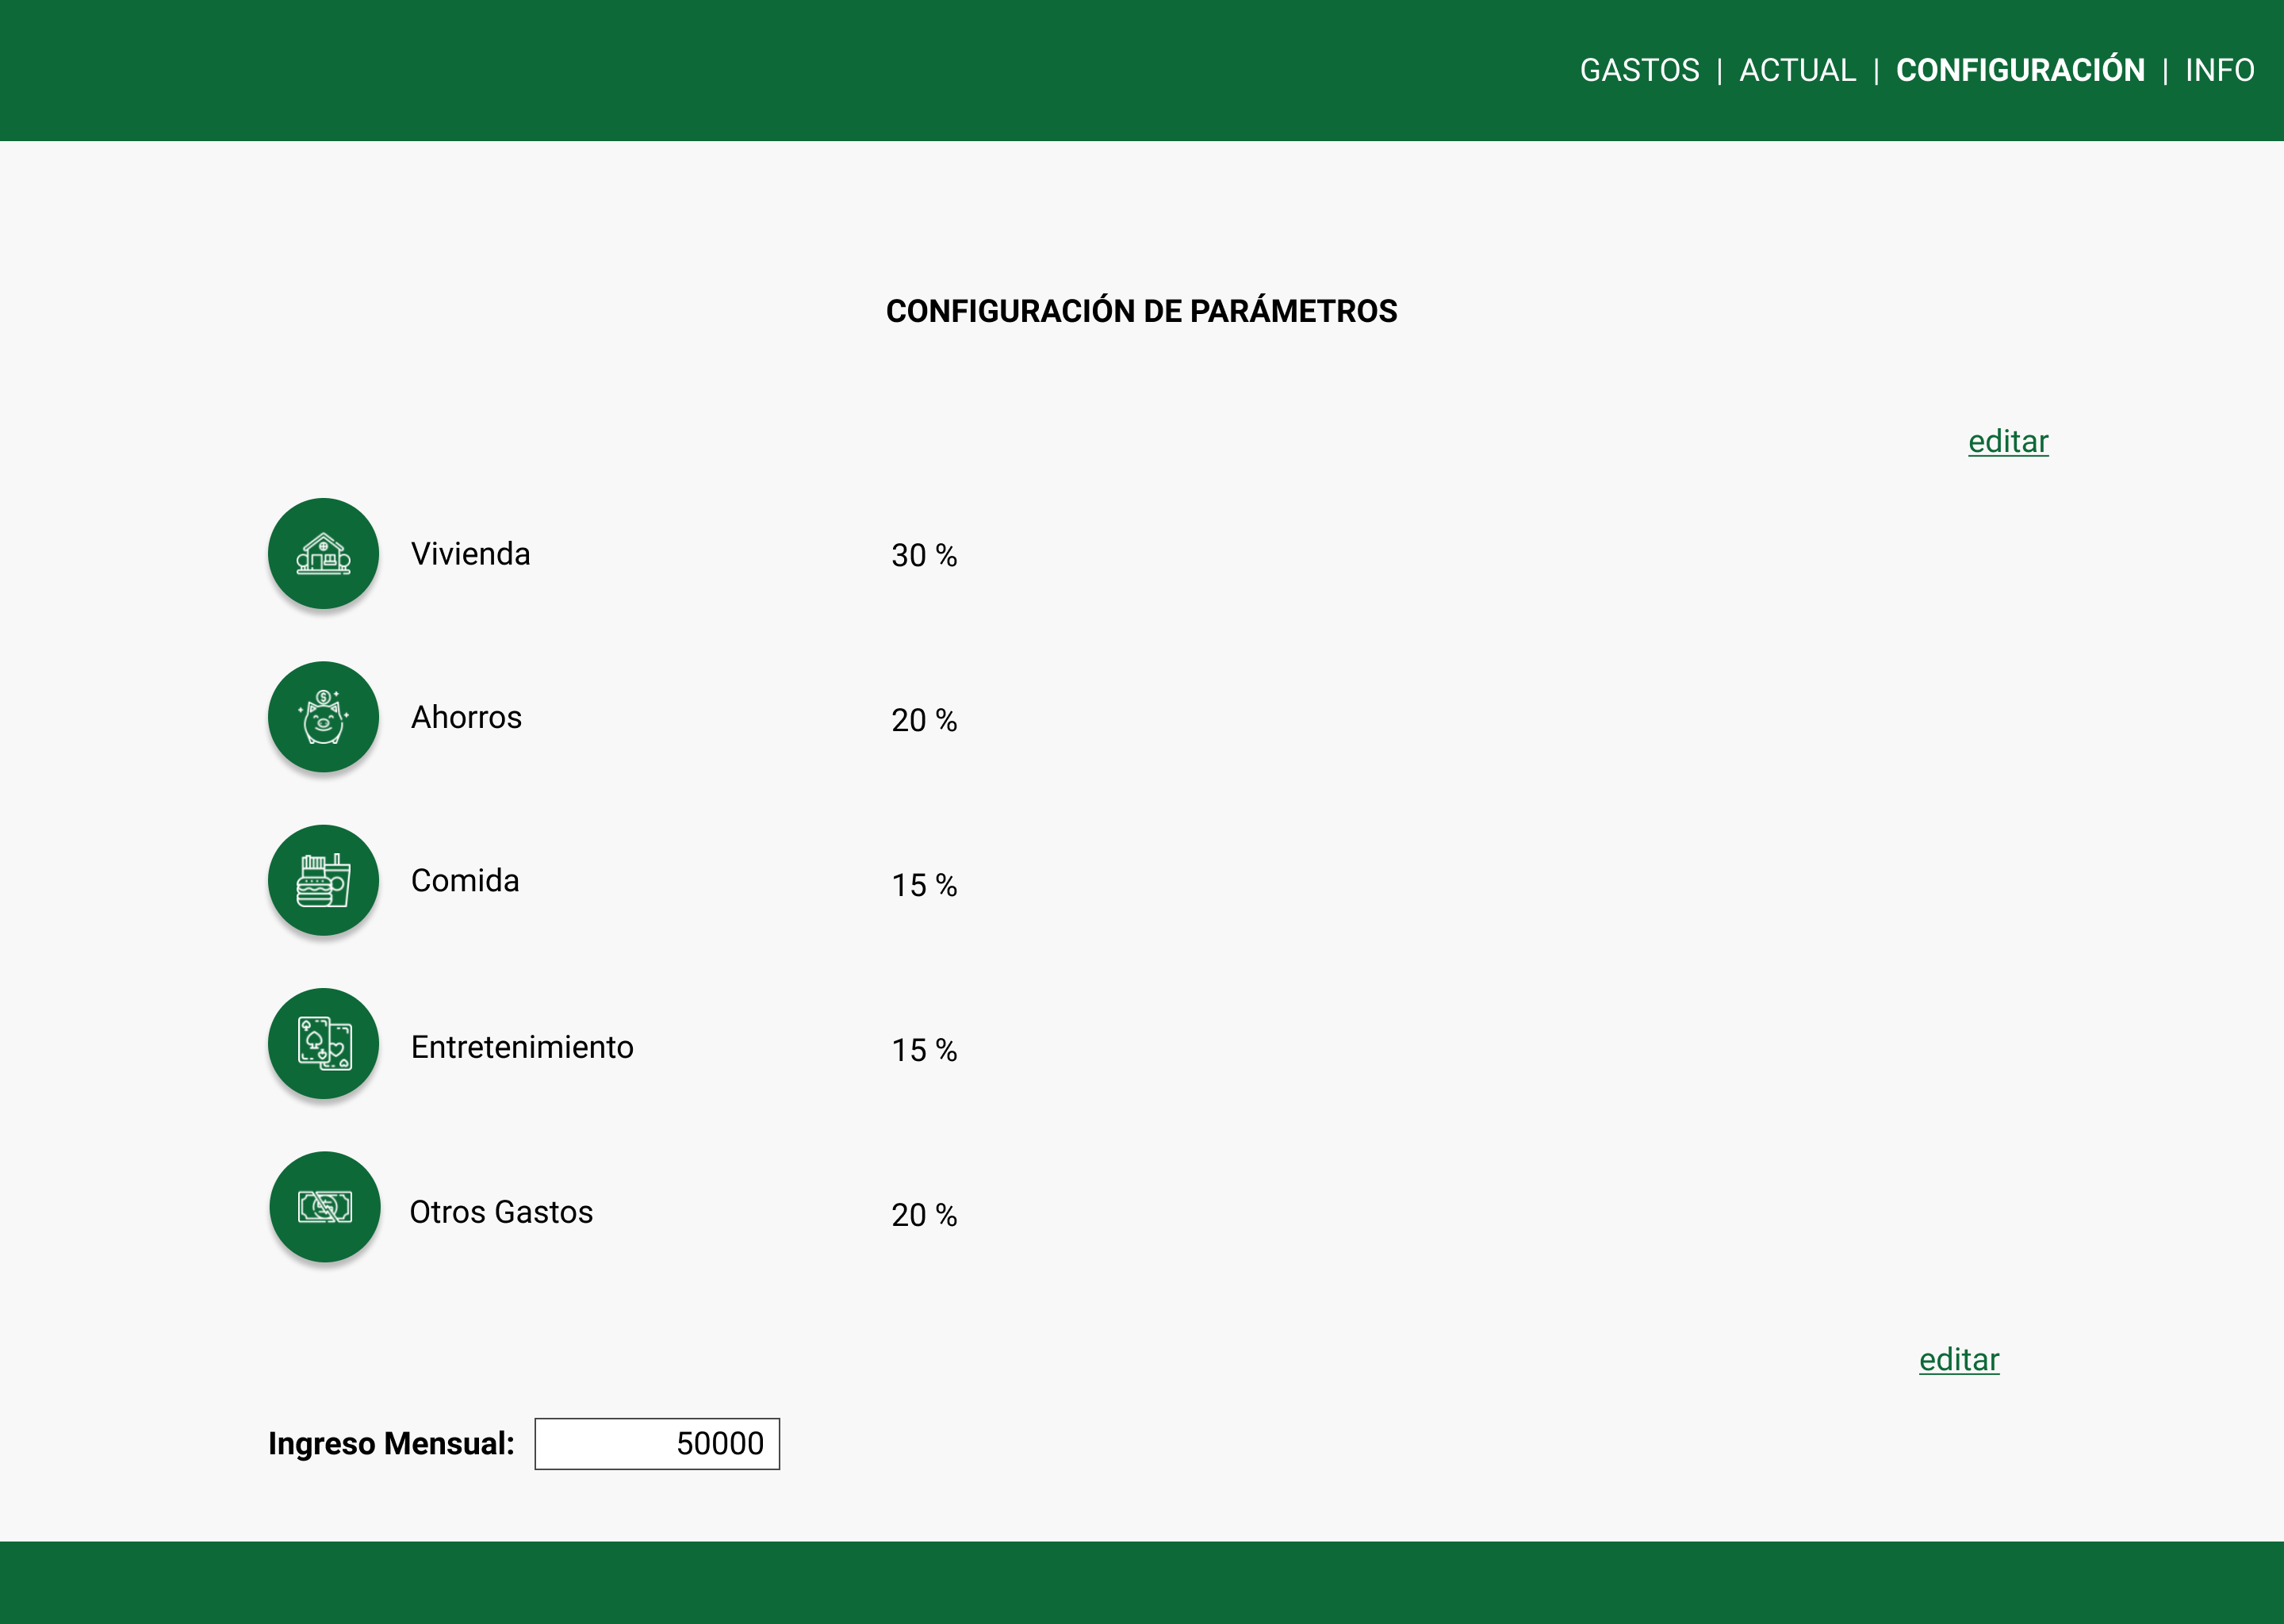 GASTOS | ACTUAL | CONFIGURACIÓN | INFO
CONFIGURACIÓN DE PARÁMETROS
editar
Vivienda 30 %
Ahorros 20 %
Comida 15 %
Entretenimiento 15 %
Otros Gastos 20 %
editar
Ingreso Mensual: 50000